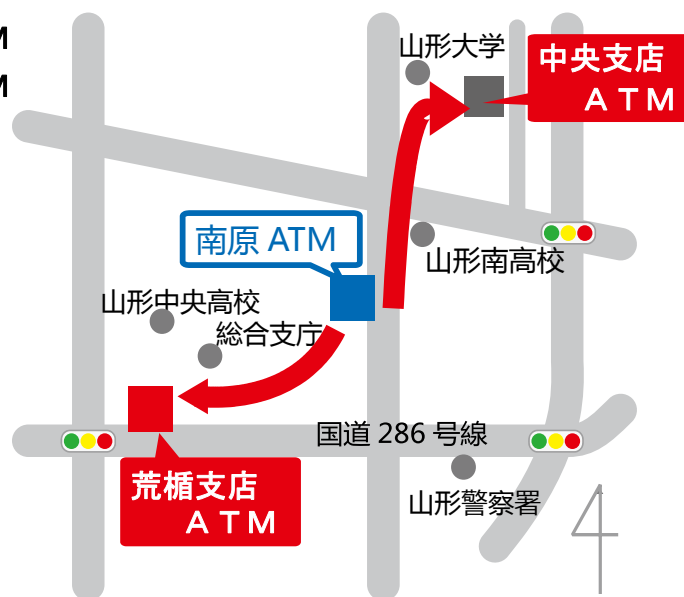 M
M
山形大学
中央支店
ATM
南原 ATM
山形南高校
山形中央高校
総合支庁
国道 286 号線
荒楯支店
ATM
山形警察署